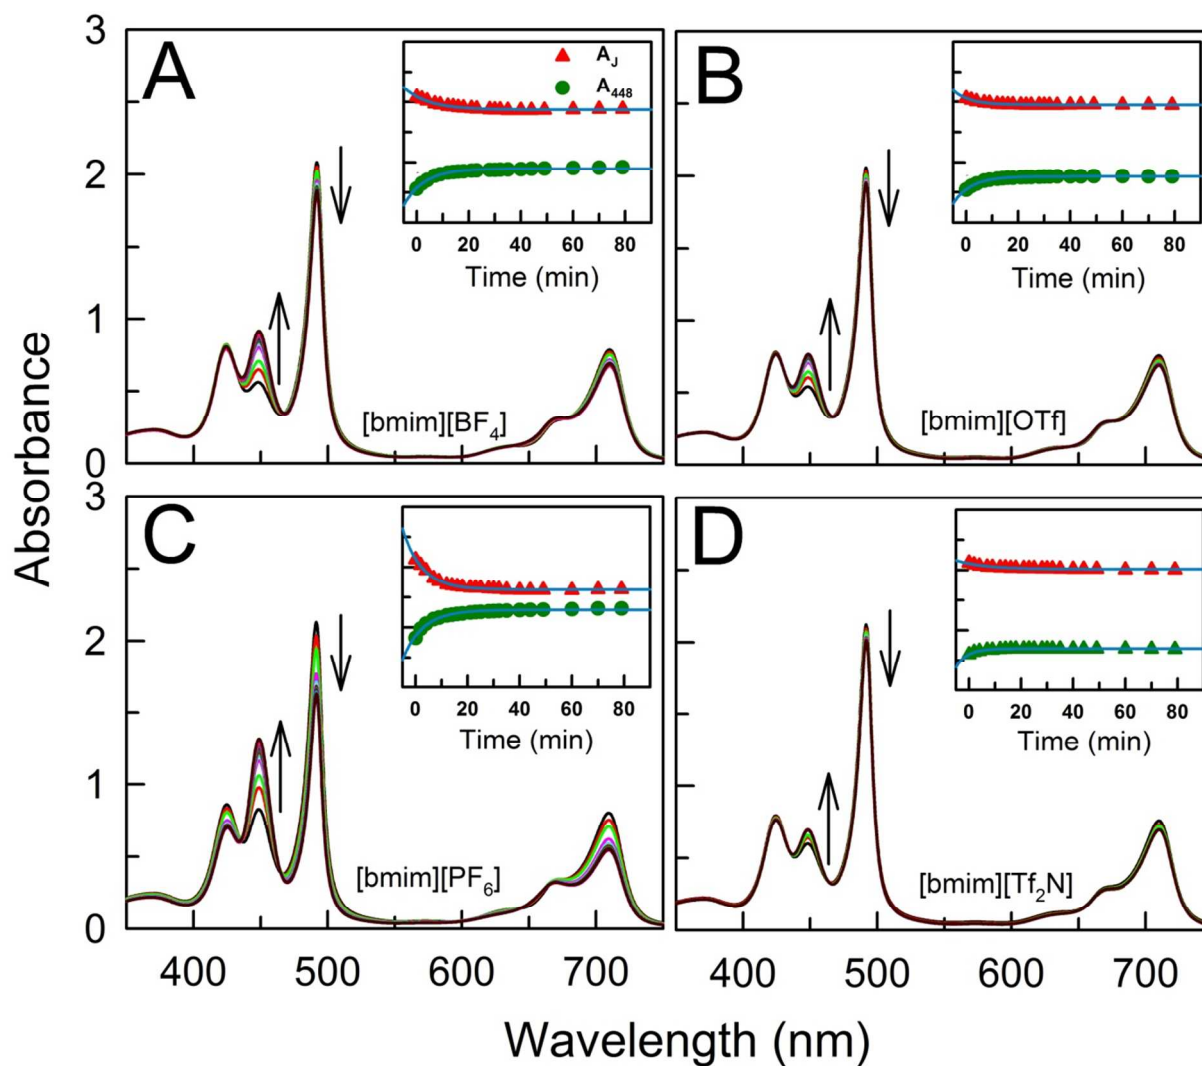 A
A_J
A_448
0 20 40 60 80
Time (min)
[bmim][BF_4]
B
0 20 40 60 80
Time (min)
[bmim][OTf]
C
0 20 40 60 80
Time (min)
[bmim][PF_6]
D
0 20 40 60 80
Time (min)
[bmim][Tf_2N]
3
2
1
0
3
2
1
0
Absorbance
400 500 600 700
400 500 600 700
Wavelength (nm)